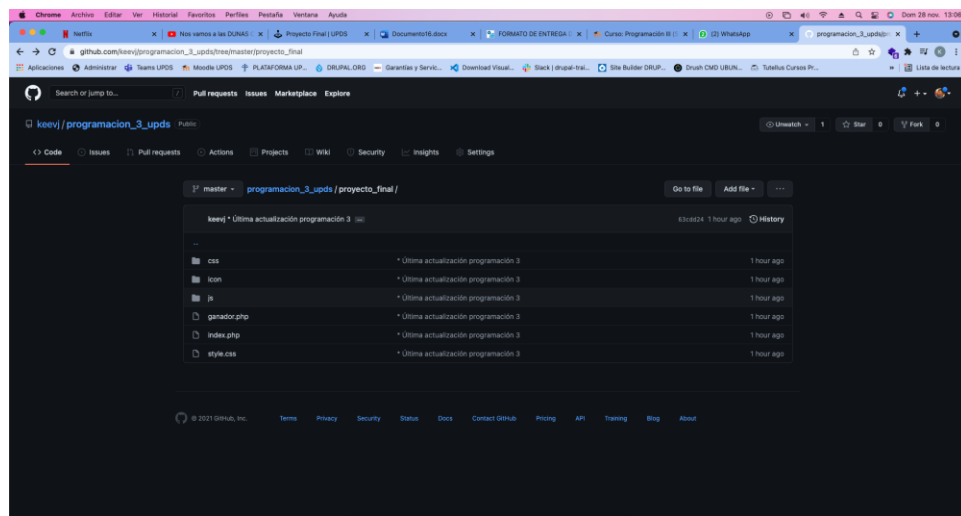 Chrome Archivo Editar Ver Historial Favoritos Perfiles Pestaña Ventana Ayuda Dom 28 nov. 13:06
Netflix Nos vamos a las DUNAS Proyecto Final | UPDS Documento16.docx FORMATO DE ENTREGA Curso: Programación III (2) WhatsApp programacion_3_upds/pr
github.com/keevj/programacion_3_upds/tree/master/proyecto_final
Aplicaciones Administrar Teams UPDS Moodle UPDS PLATAFORMA UP... DRUPAL.ORG Garantías y Servic... Download Visual... Slack | drupal-trai... Site Builder DRUP... Drush CMD UBUN... Tutellus Cursos Pr... » Lista de lectura
Search or jump to... / Pull requests Issues Marketplace Explore
keevj / programacion_3_upds Public Unwatch 1 Star 0 Fork 0
<> Code Issues Pull requests Actions Projects Wiki Security Insights Settings
master programacion_3_upds / proyecto_final / Go to file Add file ...
keevj * Última actualización programación 3 ... 63cdd24 1 hour ago History
..
css * Última actualización programación 3 1 hour ago
icon * Última actualización programación 3 1 hour ago
js * Última actualización programación 3 1 hour ago
ganador.php * Última actualización programación 3 1 hour ago
index.php * Última actualización programación 3 1 hour ago
style.css * Última actualización programación 3 1 hour ago
© 2021 GitHub, Inc. Terms Privacy Security Status Docs Contact GitHub Pricing API Training Blog About